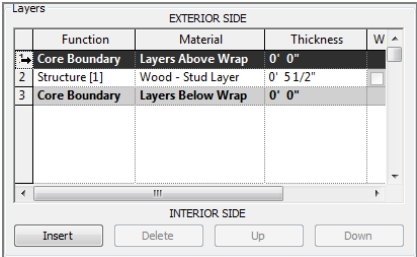 Layers
EXTERIOR SIDE
Function Material Thickness W
1 Core Boundary Layers Above Wrap 0' 0"
2 Structure [1] Wood - Stud Layer 0' 5 1/2"
3 Core Boundary Layers Below Wrap 0' 0"
INTERIOR SIDE
Insert Delete Up Down